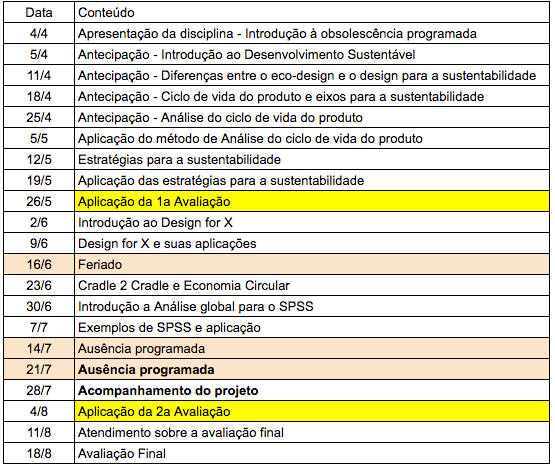 Data Conteúdo
4/4 Apresentação da disciplina - Introdução à obsolescência programada
5/4 Antecipação - Introdução ao Desenvolvimento Sustentável
11/4 Antecipação - Diferenças entre o eco-design e o design para a sustentabilidade
18/4 Antecipação - Ciclo de vida do produto e eixos para a sustentabilidade
25/4 Antecipação - Análise do ciclo de vida do produto
5/5 Aplicação do método de Análise do ciclo de vida do produto
12/5 Estratégias para a sustentabilidade
19/5 Aplicação das estratégias para a sustentabilidade
26/5 Aplicação da 1a Avaliação
2/6 Introdução ao Design for X
9/6 Design for X e suas aplicações
16/6 Feriado
23/6 Cradle 2 Cradle e Economia Circular
30/6 Introdução a Análise global para o SPSS
7/7 Exemplos de SPSS e aplicação
14/7 Ausência programada
21/7 Ausência programada
28/7 Acompanhamento do projeto
4/8 Aplicação da 2a Avaliação
11/8 Atendimento sobre a avaliação final
18/8 Avaliação Final